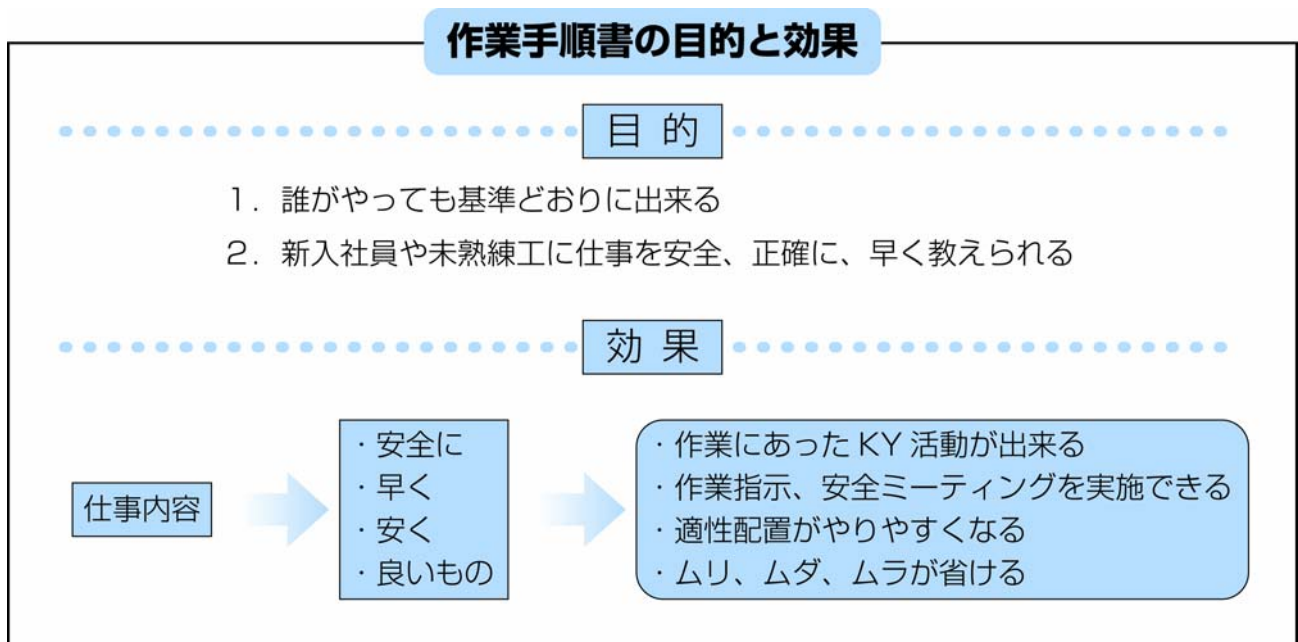 作業手順書の目的と効果
目 的
１．誰がやっても基準どおりに出来る
２．新入社員や未熟練工に仕事を安全、正確に、早く教えられる
効 果
仕事内容
・安全に
・早く
・安く
・良いもの
・作業にあった KY 活動が出来る
・作業指示、安全ミーティングを実施できる
・適性配置がやりやすくなる
・ムリ、ムダ、ムラが省ける